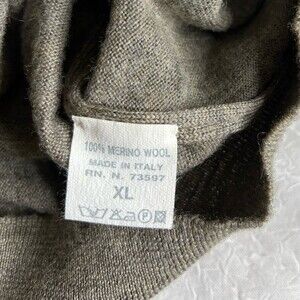 100% MERINO WOOL
MADE IN ITALY
RN. N. 73597
XL